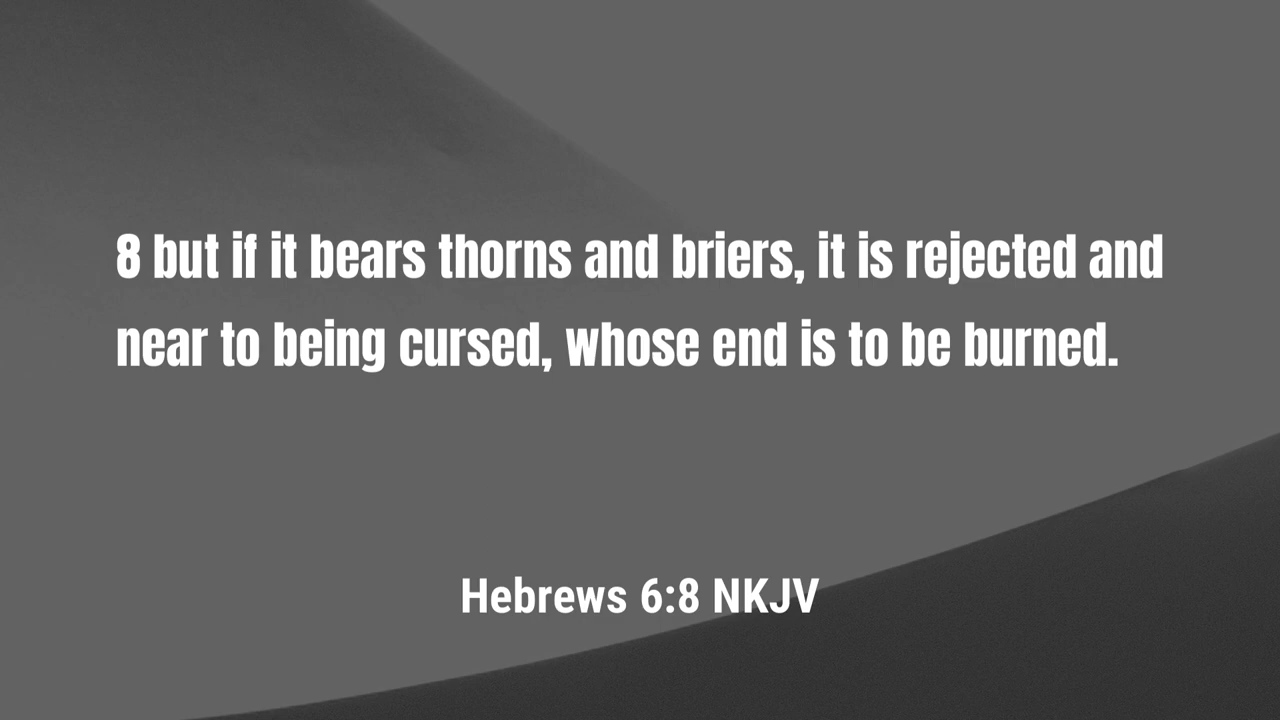 8 but if it bears thorns and briers, it is rejected and
near to being cursed, whose end is to be burned.
Hebrews 6:8 NKJV